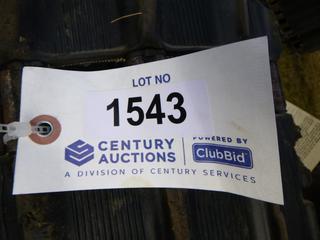 LOT NO
1543
CENTURY
AUCTIONS
POWERED BY
ClubBid
A DIVISION OF CENTURY SERVICES